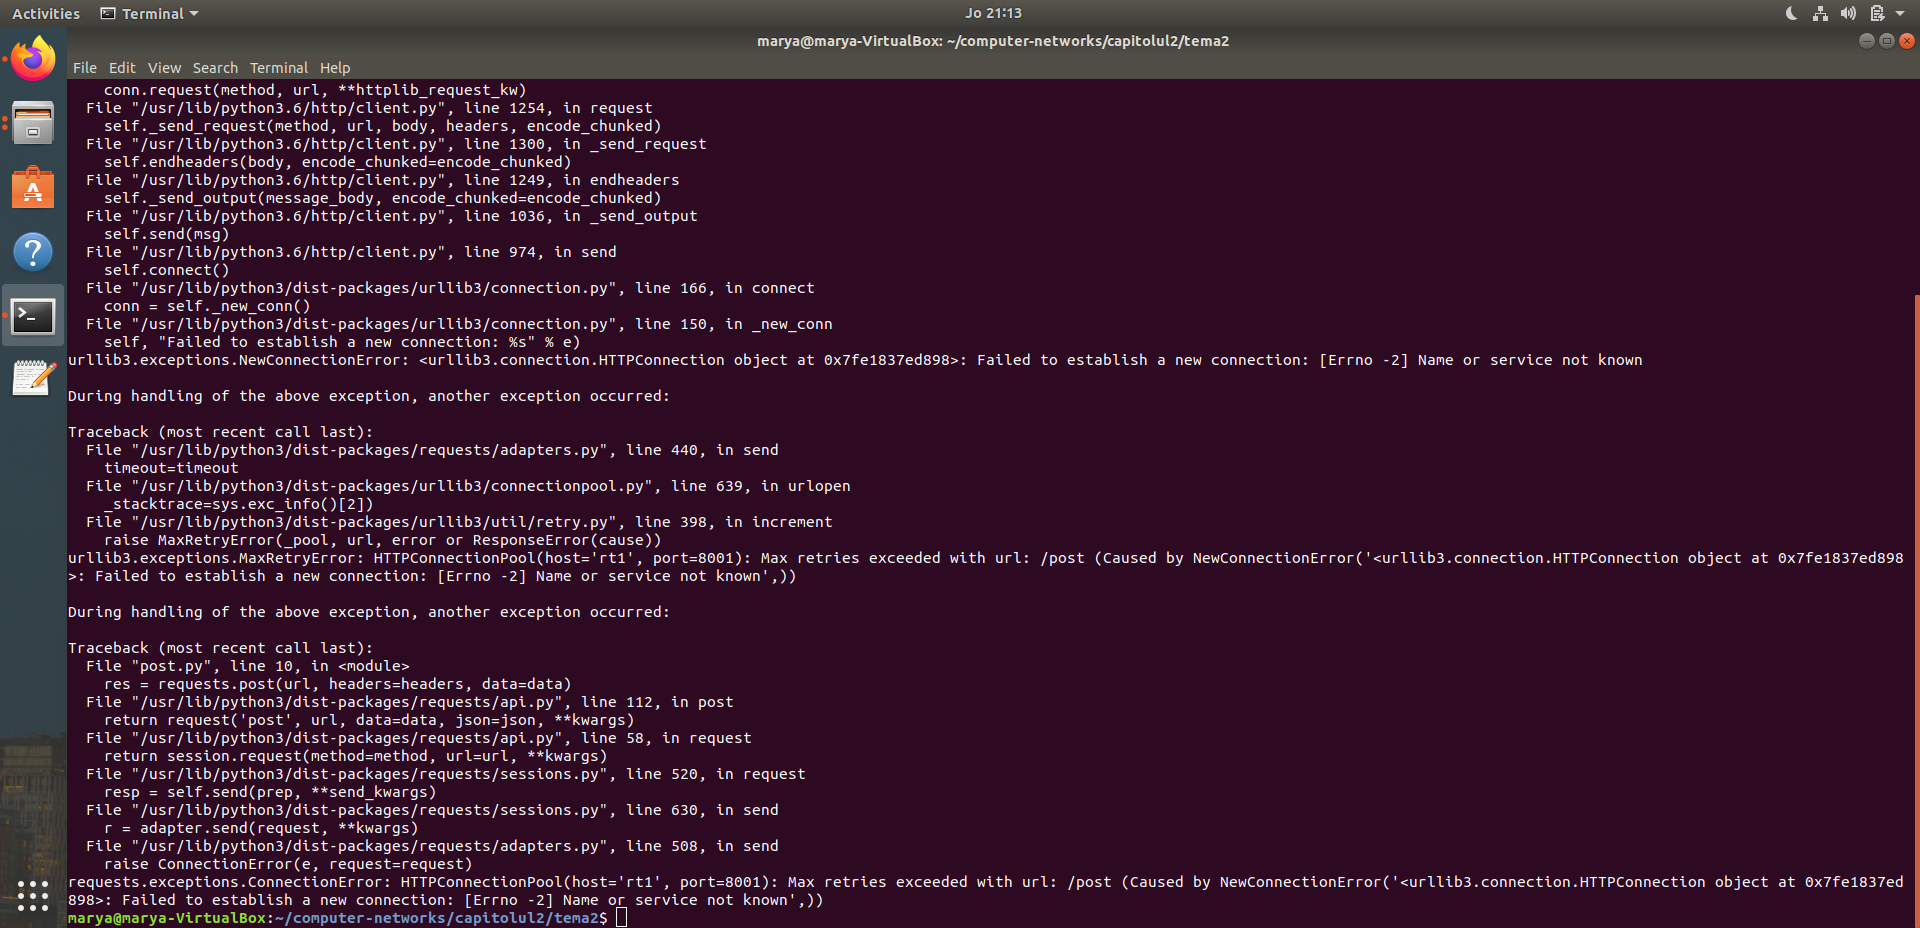 Activities Terminal Jo 21:13
marya@marya-VirtualBox: ~/computer-networks/capitolul2/tema2
File Edit View Search Terminal Help
    conn.request(method, url, **httplib_request_kw)
  File "/usr/lib/python3.6/http/client.py", line 1254, in request
    self._send_request(method, url, body, headers, encode_chunked)
  File "/usr/lib/python3.6/http/client.py", line 1300, in _send_request
    self.endheaders(body, encode_chunked=encode_chunked)
  File "/usr/lib/python3.6/http/client.py", line 1249, in endheaders
    self._send_output(message_body, encode_chunked=encode_chunked)
  File "/usr/lib/python3.6/http/client.py", line 1036, in _send_output
    self.send(msg)
  File "/usr/lib/python3.6/http/client.py", line 974, in send
    self.connect()
  File "/usr/lib/python3/dist-packages/urllib3/connection.py", line 166, in connect
    conn = self._new_conn()
  File "/usr/lib/python3/dist-packages/urllib3/connection.py", line 150, in _new_conn
    self, "Failed to establish a new connection: %s" % e)
urllib3.exceptions.NewConnectionError: <urllib3.connection.HTTPConnection object at 0x7fe1837ed898>: Failed to establish a new connection: [Errno -2] Name or service not known

During handling of the above exception, another exception occurred:

Traceback (most recent call last):
  File "/usr/lib/python3/dist-packages/requests/adapters.py", line 440, in send
    timeout=timeout
  File "/usr/lib/python3/dist-packages/urllib3/connectionpool.py", line 639, in urlopen
    _stacktrace=sys.exc_info()[2])
  File "/usr/lib/python3/dist-packages/urllib3/util/retry.py", line 398, in increment
    raise MaxRetryError(_pool, url, error or ResponseError(cause))
urllib3.exceptions.MaxRetryError: HTTPConnectionPool(host='rt1', port=8001): Max retries exceeded with url: /post (Caused by NewConnectionError('<urllib3.connection.HTTPConnection object at 0x7fe1837ed898
>: Failed to establish a new connection: [Errno -2] Name or service not known',))

During handling of the above exception, another exception occurred:

Traceback (most recent call last):
  File "post.py", line 10, in <module>
    res = requests.post(url, headers=headers, data=data)
  File "/usr/lib/python3/dist-packages/requests/api.py", line 112, in post
    return request('post', url, data=data, json=json, **kwargs)
  File "/usr/lib/python3/dist-packages/requests/api.py", line 58, in request
    return session.request(method=method, url=url, **kwargs)
  File "/usr/lib/python3/dist-packages/requests/sessions.py", line 520, in request
    resp = self.send(prep, **send_kwargs)
  File "/usr/lib/python3/dist-packages/requests/sessions.py", line 630, in send
    r = adapter.send(request, **kwargs)
  File "/usr/lib/python3/dist-packages/requests/adapters.py", line 508, in send
    raise ConnectionError(e, request=request)
requests.exceptions.ConnectionError: HTTPConnectionPool(host='rt1', port=8001): Max retries exceeded with url: /post (Caused by NewConnectionError('<urllib3.connection.HTTPConnection object at 0x7fe1837ed
898>: Failed to establish a new connection: [Errno -2] Name or service not known',))
marya@marya-VirtualBox:~/computer-networks/capitolul2/tema2$